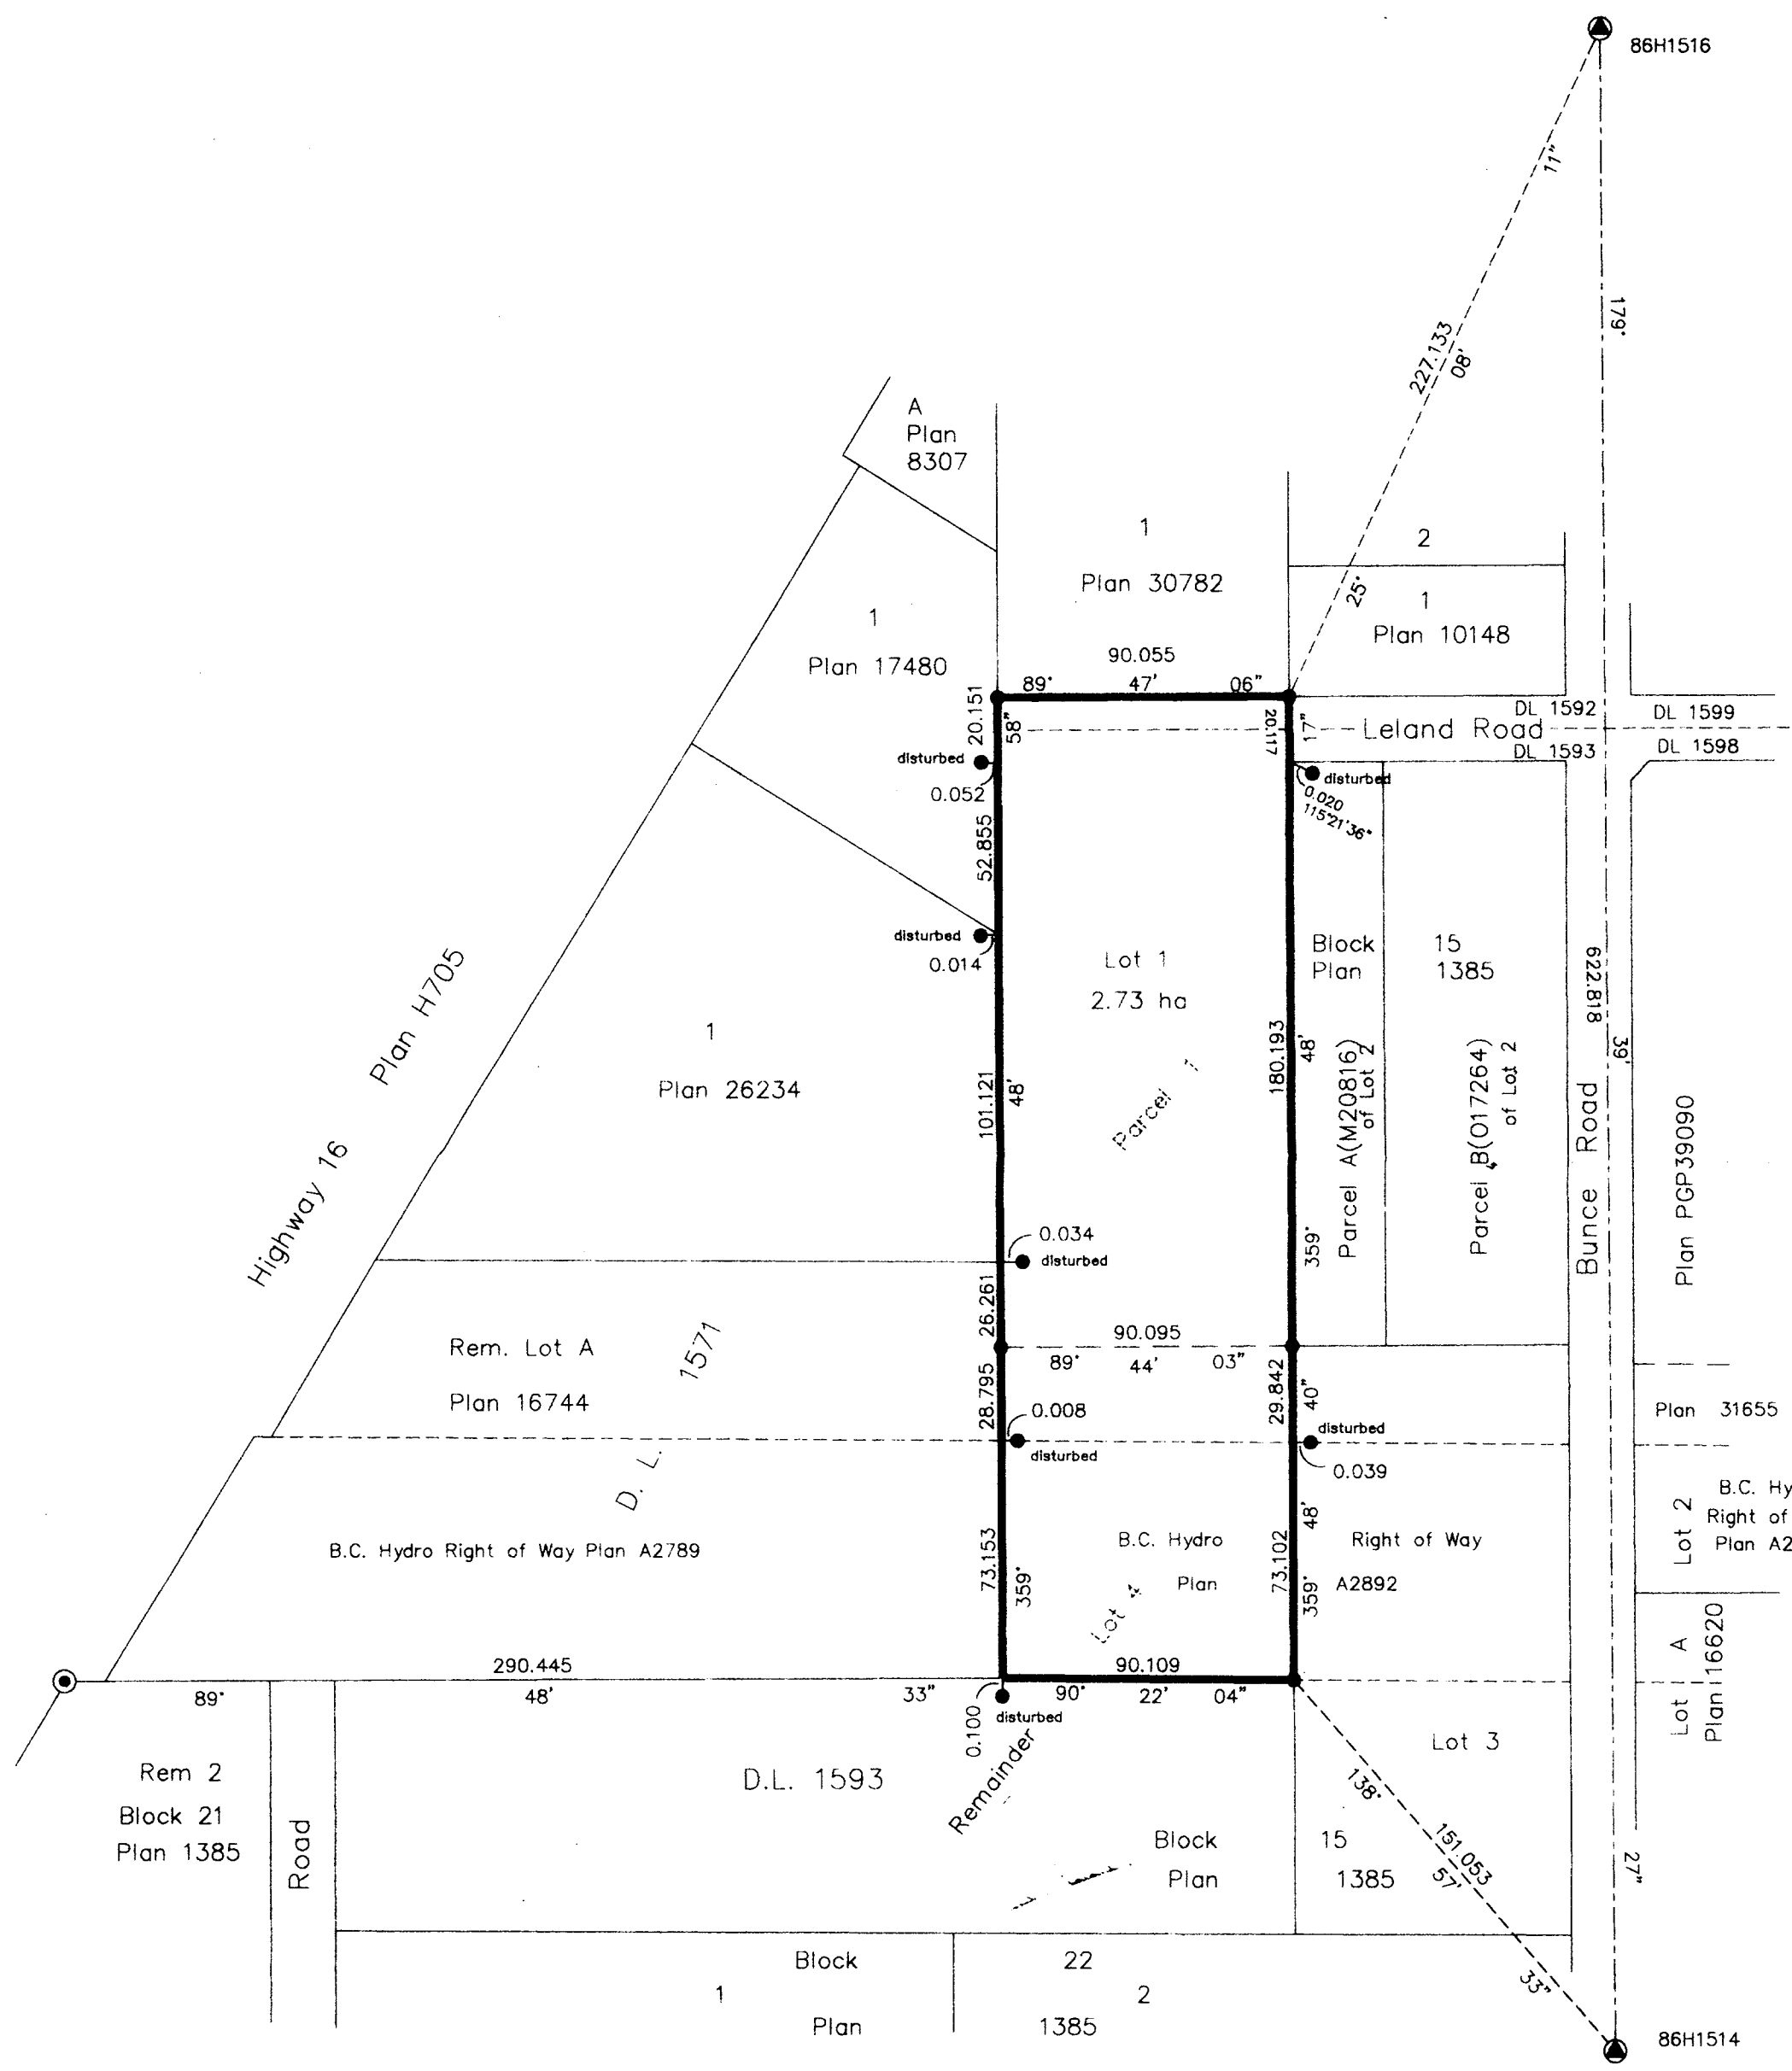 86H1516
11"
179°
227.133
08'
A
Plan
8307
1
Plan 30782
2
25°
1
Plan 10148
1
Plan 17480
90.055
89° 47' 06"
20.151
58"
20.117
17"
Leland Road
DL 1592
DL 1593
DL 1599
DL 1598
disturbed
0.052
disturbed
0.020
115°21'36"
52.855
disturbed
0.014
Lot 1
2.73 ha
Block 15
Plan 1385
622.818
39'
Highway 16 Plan H705
1
Plan 26234
101.121
48'
Parcel 1
180.193
48'
359°
Parcel A(M20816)
of Lot 2
Parcel B(O17264)
of Lot 2
Bunce Road
Plan PGP39090
0.034
disturbed
26.261
90.095
89° 44' 03"
Rem. Lot A
Plan 16744
D. L. 1571
28.795
0.008
disturbed
29.842
40"
disturbed
0.039
Plan 31655
B.C. Hydro Right of Way Plan A2789
73.153
359°
B.C. Hydro Right of Way
Plan A2892
Lot 4
73.102
48'
359°
Lot 2
B.C. Hy
Right of
Plan A2
Lot A
Plan 16620
290.445
89° 48' 33"
90.109
90° 22' 04"
0.100
disturbed
Remainder
Lot 3
Rem 2
Block 21
Plan 1385
Road
D.L. 1593
138°
151.053
57'
33"
27"
Block 15
Plan 1385
Block 22
1 2
Plan 1385
86H1514